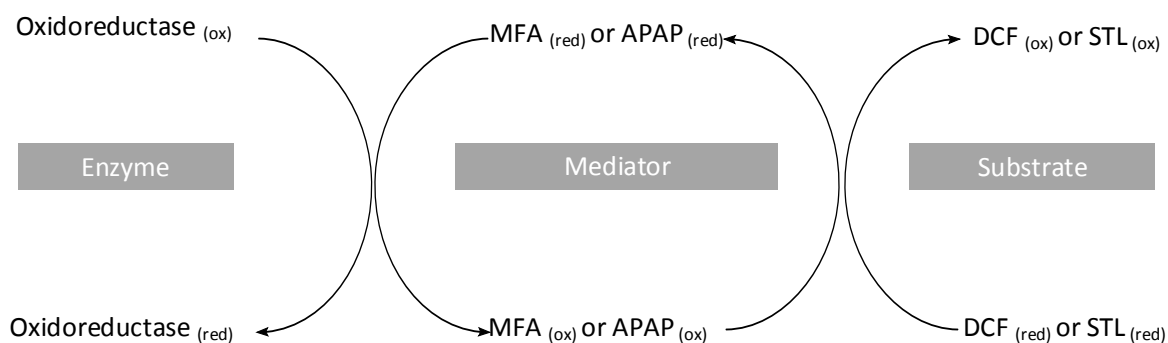 Oxidoreductase (ox)
MFA (red) or APAP (red)
DCF (ox) or STL (ox)
Enzyme
Mediator
Substrate
Oxidoreductase (red)
MFA (ox) or APAP (ox)
DCF (red) or STL (red)